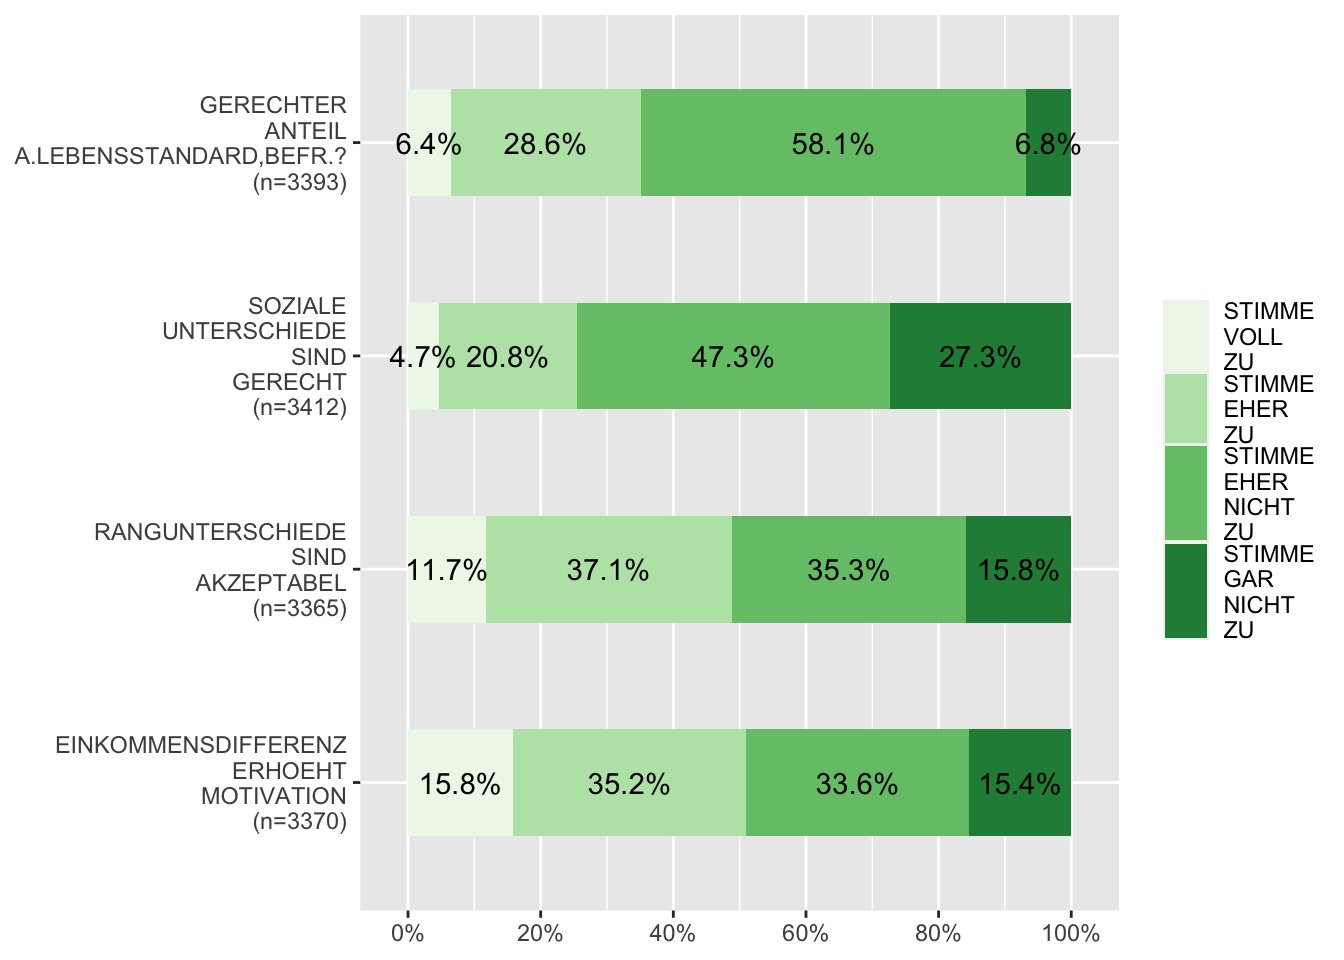 GERECHTER
ANTEIL
A.LEBENSSTANDARD,BEFR.?
(n=3393)
6.4% 28.6% 58.1% 6.8%
SOZIALE
UNTERSCHIEDE
SIND
GERECHT
(n=3412)
4.7% 20.8% 47.3% 27.3%
RANGUNTERSCHIEDE
SIND
AKZEPTABEL
(n=3365)
11.7% 37.1% 35.3% 15.8%
EINKOMMENSDIFFERENZ
ERHOEHT
MOTIVATION
(n=3370)
15.8% 35.2% 33.6% 15.4%
0% 20% 40% 60% 80% 100%
STIMME
VOLL
ZU
STIMME
EHER
ZU
STIMME
EHER
NICHT
ZU
STIMME
GAR
NICHT
ZU